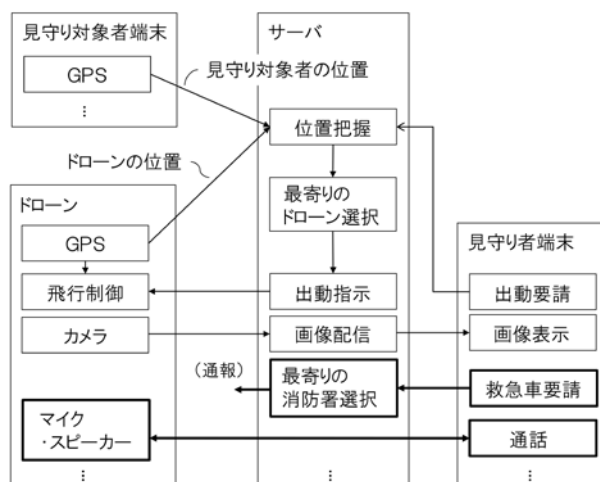 見守り対象者端末
GPS
⋮
サーバ
見守り対象者の位置
位置把握
ドローンの位置
最寄りの
ドローン選択
ドローン
GPS
飛行制御
カメラ
マイク
・スピーカー
⋮
出動指示
画像配信
(通報)
最寄りの
消防署選択
⋮
見守り者端末
出動要請
画像表示
救急車要請
通話
⋮